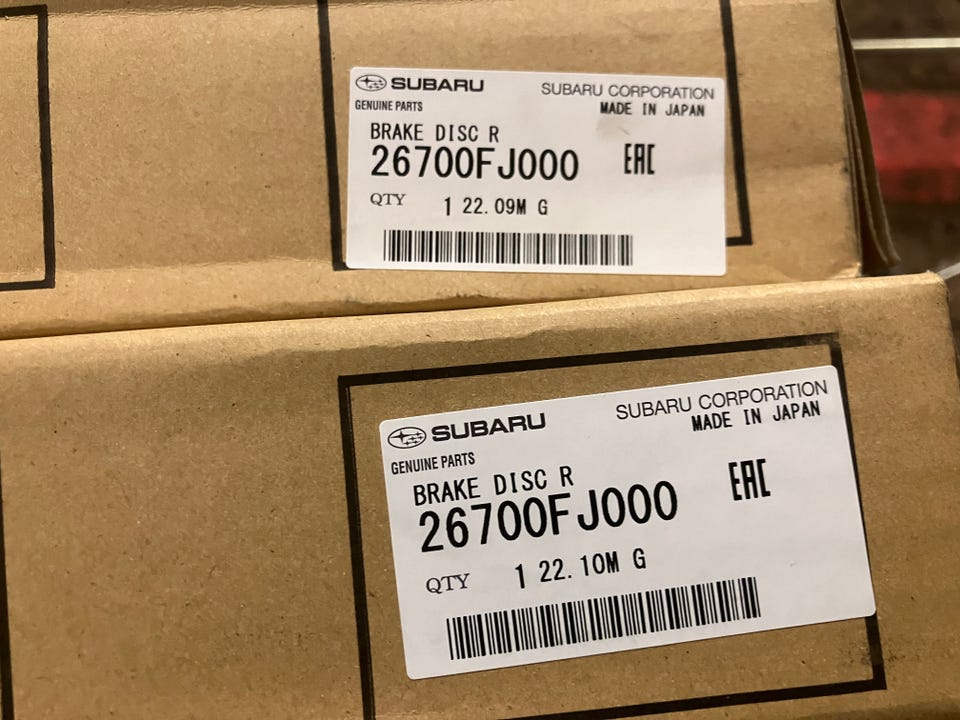 SUBARU
SUBARU CORPORATION
GENUINE PARTS
MADE IN JAPAN
BRAKE DISC R
26700FJ000
EAC
QTY 1 22.09M G
SUBARU
SUBARU CORPORATION
GENUINE PARTS
MADE IN JAPAN
BRAKE DISC R
26700FJ000
EAC
QTY 1 22.10M G